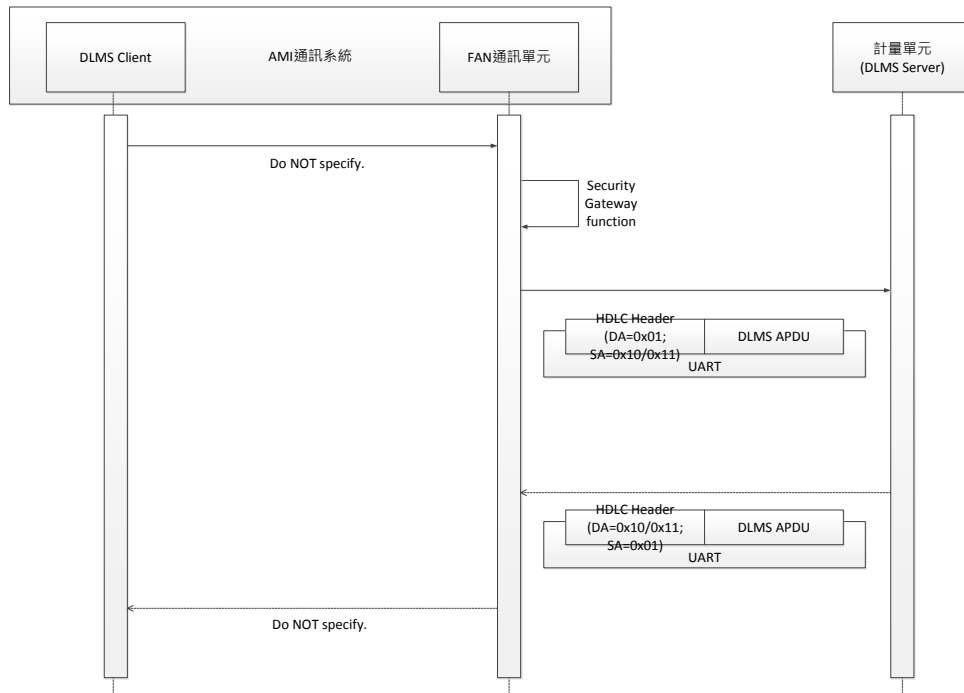 DLMS Client
AMI通訊系統
FAN通訊單元
計量單元
(DLMS Server)
Do NOT specify.
Security
Gateway
function
HDLC Header
(DA=0x01;
SA=0x10/0x11)
DLMS APDU
UART
HDLC Header
(DA=0x10/0x11;
SA=0x01)
DLMS APDU
UART
Do NOT specify.